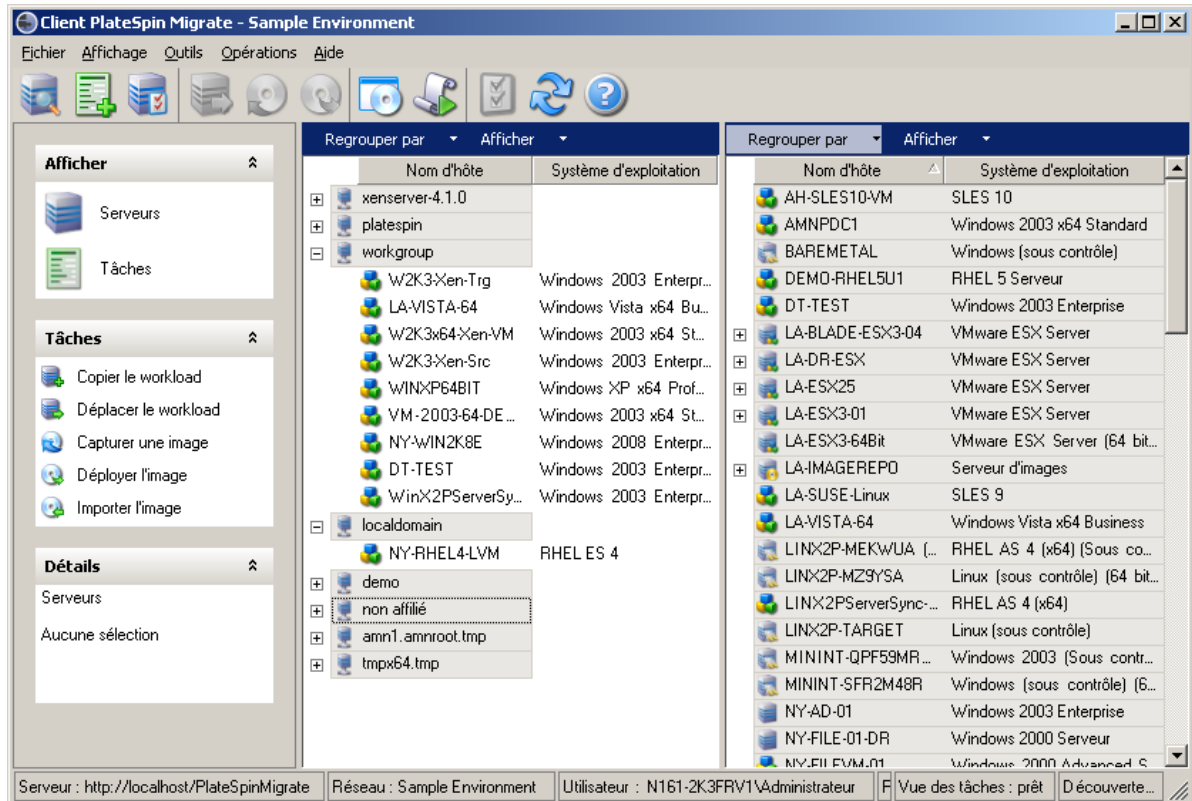 Client PlateSpin Migrate - Sample Environment
Fichier Affichage Outils Opérations Aide
Afficher
Serveurs
Tâches
Tâches
Copier le workload
Déplacer le workload
Capturer une image
Déployer l'image
Importer l'image
Détails
Serveurs
Aucune sélection
Regrouper par Afficher
Nom d'hôte Système d'exploitation
xenserver-4.1.0
platespin
workgroup
W2K3-Xen-Trg Windows 2003 Enterpr...
LA-VISTA-64 Windows Vista x64 Bu...
W2K3x64-Xen-VM Windows 2003 x64 St...
W2K3-Xen-Src Windows 2003 Enterpr...
WINXP64BIT Windows XP x64 Prof...
VM-2003-64-DE... Windows 2003 x64 St...
NY-WIN2K8E Windows 2008 Enterpr...
DT-TEST Windows 2003 Enterpr...
WinX2PServerSy... Windows 2003 Enterpr...
localdomain
NY-RHEL4-LVM RHEL ES 4
demo
non affilié
amn1.amnroot.tmp
tmpx64.tmp
Regrouper par Afficher
Nom d'hôte Système d'exploitation
AH-SLES10-VM SLES 10
AMNPDC1 Windows 2003 x64 Standard
BAREMETAL Windows (sous contrôle)
DEMO-RHEL5U1 RHEL 5 Serveur
DT-TEST Windows 2003 Enterprise
LA-BLADE-ESX3-04 VMware ESX Server
LA-DR-ESX VMware ESX Server
LA-ESX25 VMware ESX Server
LA-ESX3-01 VMware ESX Server
LA-ESX3-64Bit VMware ESX Server (64 bit...
LA-IMAGEREPO Serveur d'images
LA-SUSE-Linux SLES 9
LA-VISTA-64 Windows Vista x64 Business
LINX2P-MEKWUA (... RHEL AS 4 (x64) (Sous co...
LINX2P-MZ9YSA Linux (sous contrôle) (64 bit...
LINX2PServerSync-... RHEL AS 4 (x64)
LINX2P-TARGET Linux (sous contrôle)
MININT-QPF59MR... Windows 2003 (Sous contr...
MININT-SFR2M48R Windows (sous contrôle) (6...
NY-AD-01 Windows 2003 Enterprise
NY-FILE-01-DR Windows 2000 Serveur
NY-FILEVM-01 Windows 2000 Advanced S
Serveur : http://localhost/PlateSpinMigrate Réseau : Sample Environment Utilisateur : N161-2K3FRV1\Administrateur F Vue des tâches : prêt Découverte...